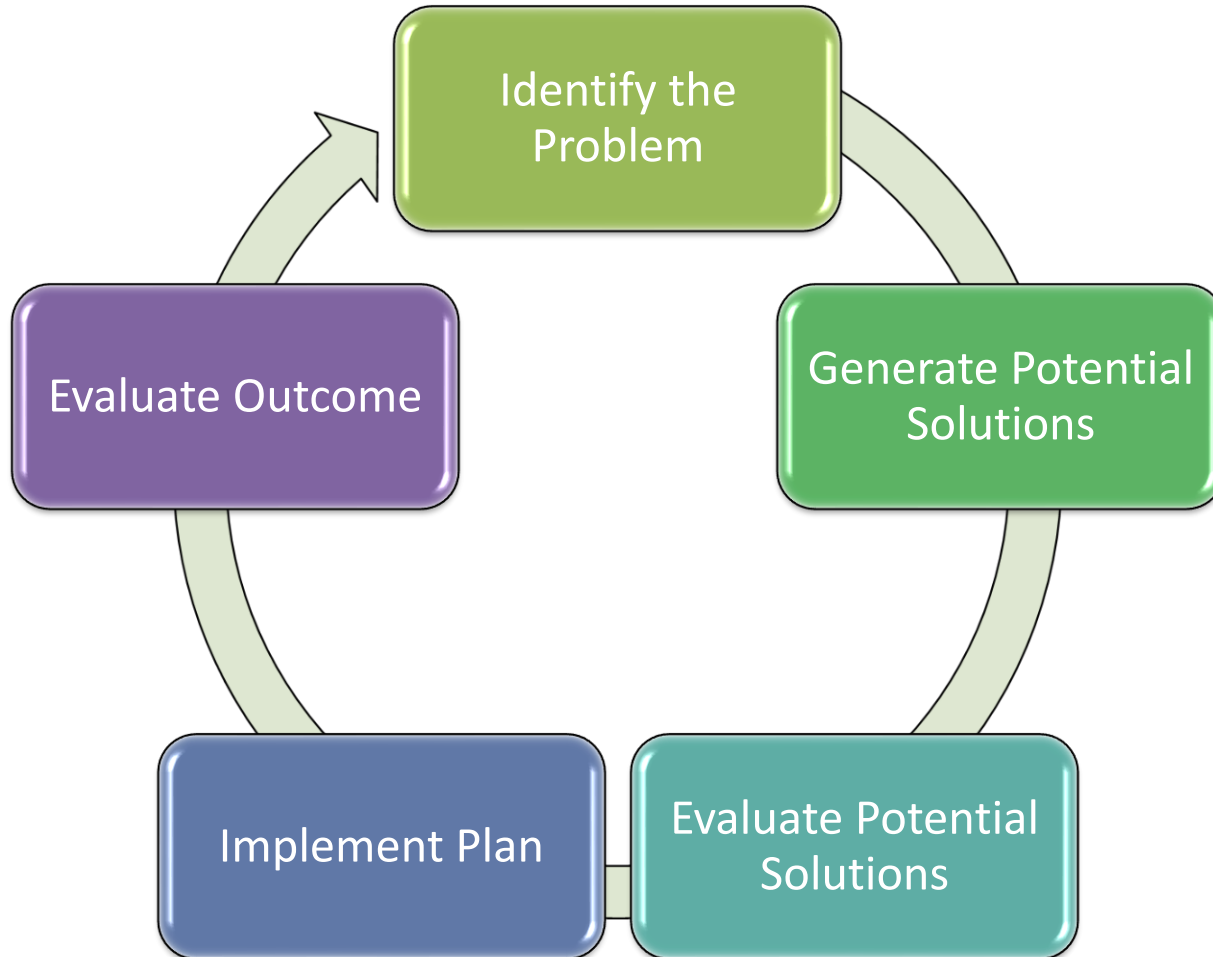 Identify the
Problem
Generate Potential
Solutions
Evaluate Potential
Solutions
Implement Plan
Evaluate Outcome